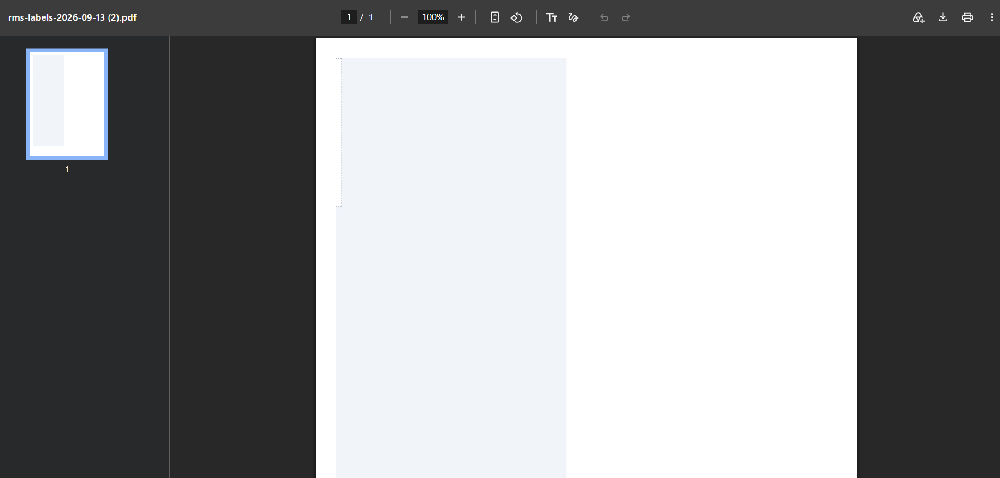 rms-labels-2026-09-13 (2).pdf
1 / 1
100%
1